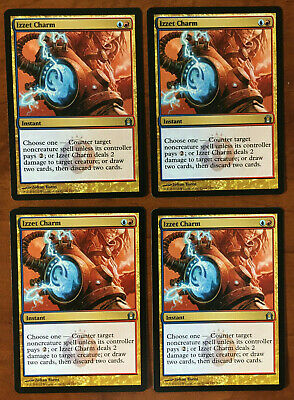 Izzet Charm
Instant
Choose one — Counter target
noncreature spell unless its controller
pays 2; or Izzet Charm deals 2
damage to target creature; or draw
two cards, then discard two cards.
Izzet Charm
Instant
Choose one — Counter target
noncreature spell unless its controller
pays 2; or Izzet Charm deals 2
damage to target creature; or draw
two cards, then discard two cards.
Izzet Charm
Instant
Choose one — Counter target
noncreature spell unless its controller
pays 2; or Izzet Charm deals 2
damage to target creature; or draw
two cards, then discard two cards.
Izzet Charm
Instant
Choose one — Counter target
noncreature spell unless its controller
pays 2; or Izzet Charm deals 2
damage to target creature; or draw
two cards, then discard two cards.